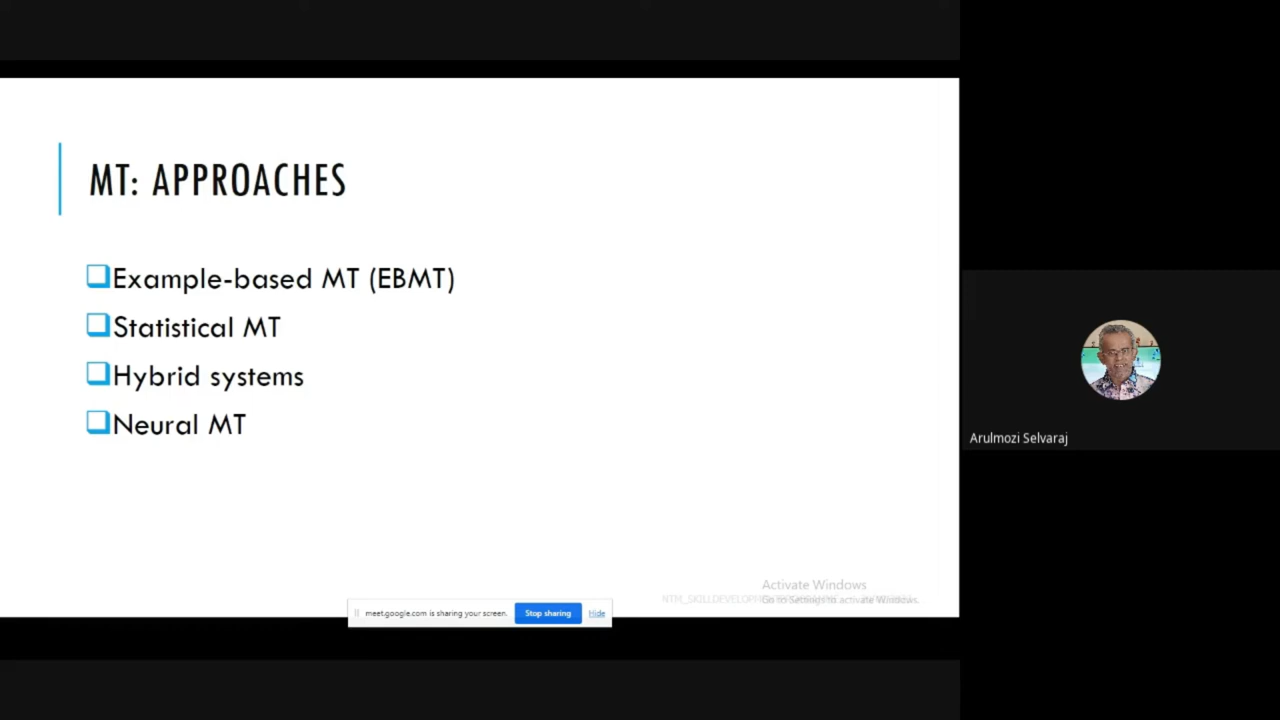 MT: APPROACHES
Example-based MT (EBMT)
Statistical MT
Hybrid systems
Neural MT
Arulmozi Selvaraj
Activate Windows
Go to Settings to activate Windows.
meet.google.com is sharing your screen.
Stop sharing
Hide